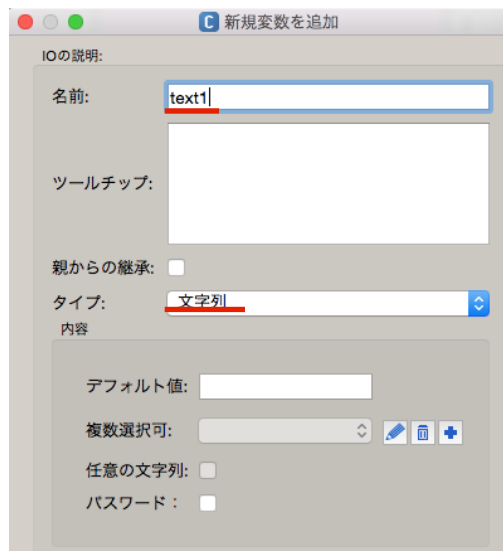 新規変数を追加
IOの説明:
名前: text1
ツールチップ:
親からの継承:
タイプ: 文字列
内容
デフォルト値:
複数選択可:
任意の文字列:
パスワード：